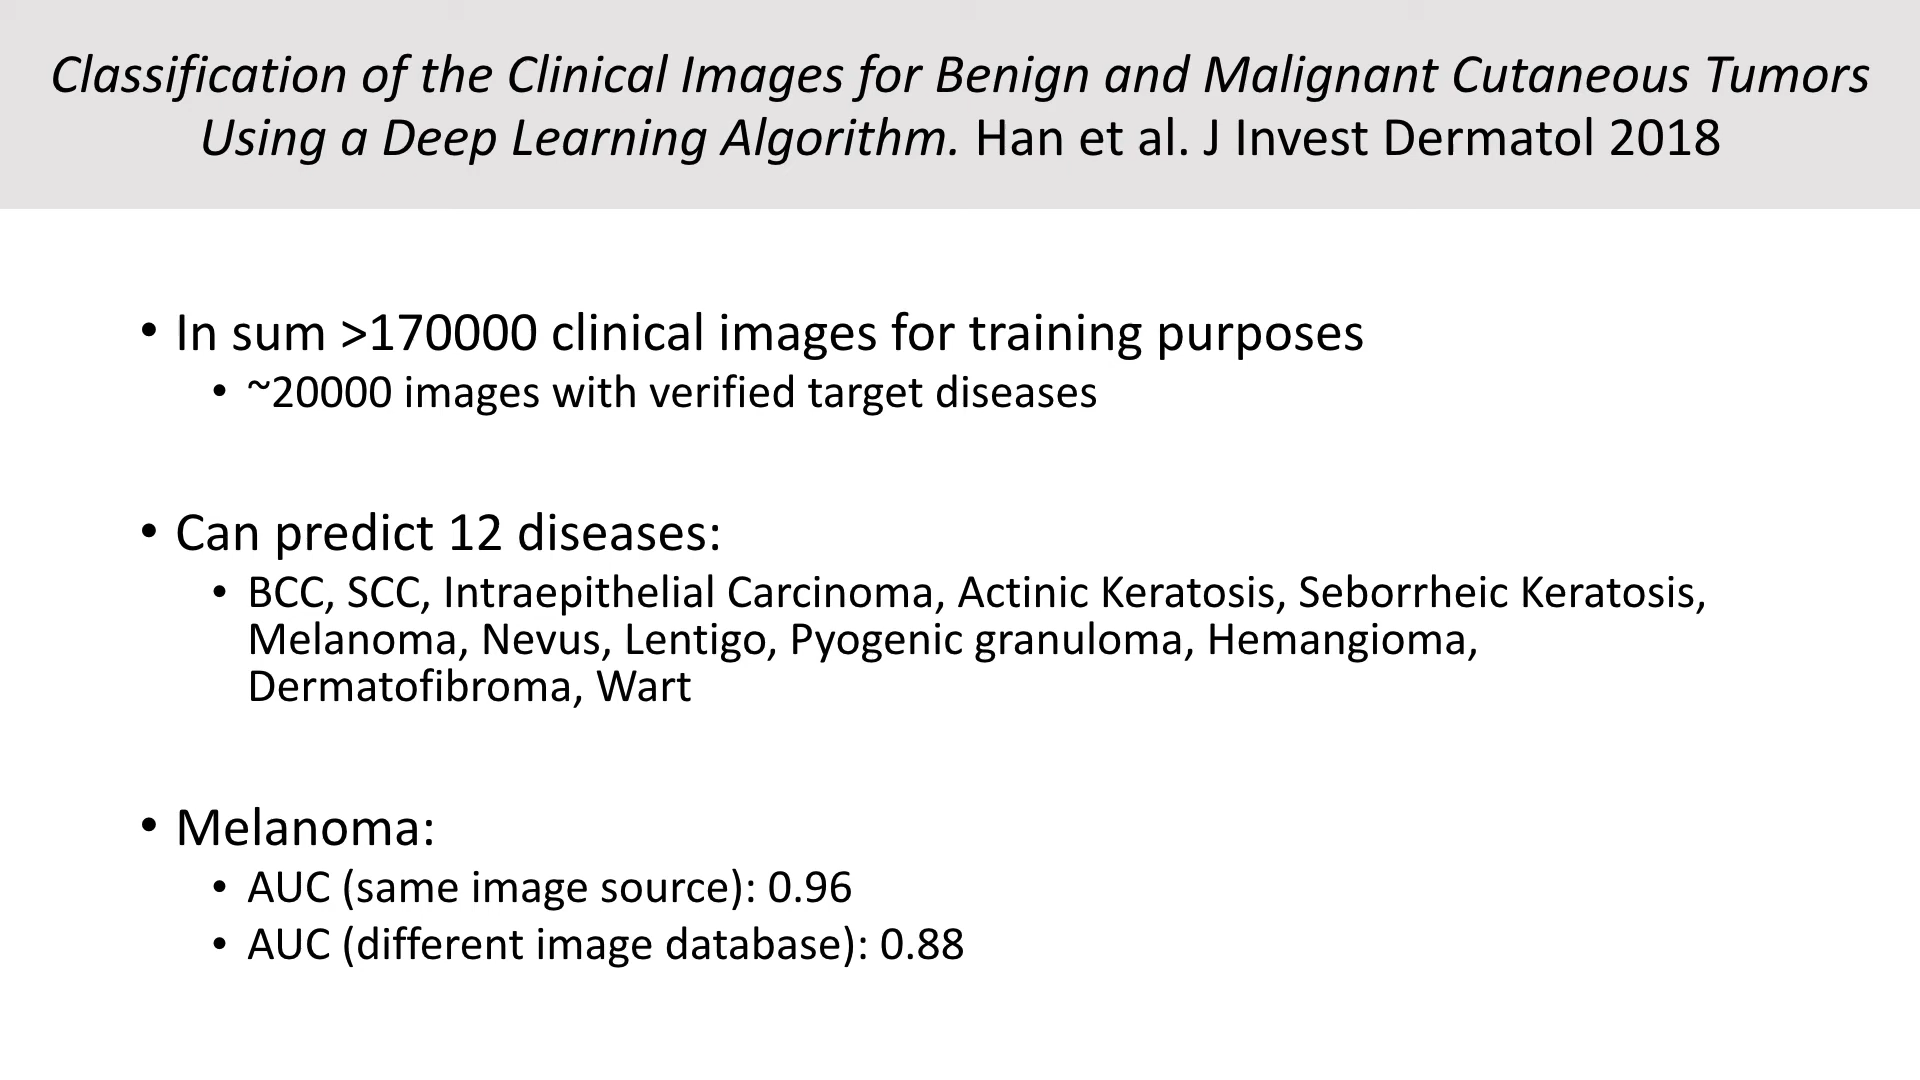 Classification of the Clinical Images for Benign and Malignant Cutaneous Tumors
Using a Deep Learning Algorithm. Han et al. J Invest Dermatol 2018
• In sum >170000 clinical images for training purposes
• ~20000 images with verified target diseases
• Can predict 12 diseases:
• BCC, SCC, Intraepithelial Carcinoma, Actinic Keratosis, Seborrheic Keratosis,
Melanoma, Nevus, Lentigo, Pyogenic granuloma, Hemangioma,
Dermatofibroma, Wart
• Melanoma:
• AUC (same image source): 0.96
• AUC (different image database): 0.88